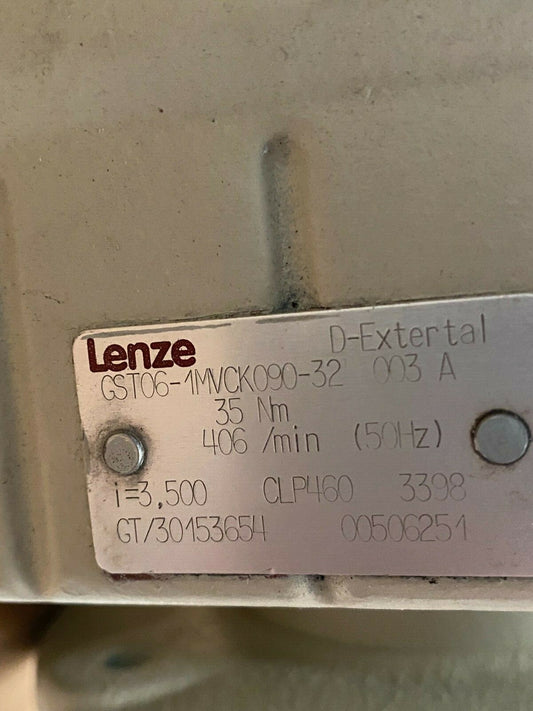 Lenze D-Extertal
GST06-1MVCK090-32 003 A
35 Nm
406 /min (50Hz)
i=3,500 CLP460 3398
GT/30153654 00506251